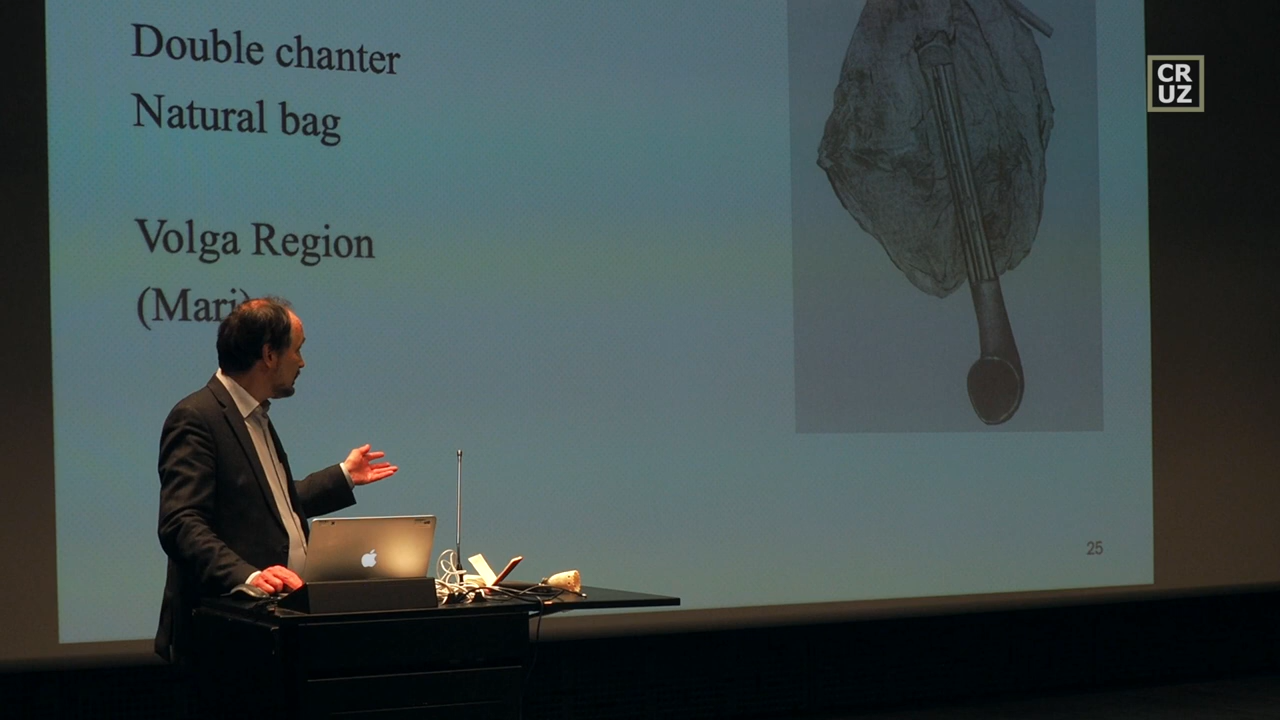 Double chanter
Natural bag
Volga Region
(Mari)
CR
UZ
25